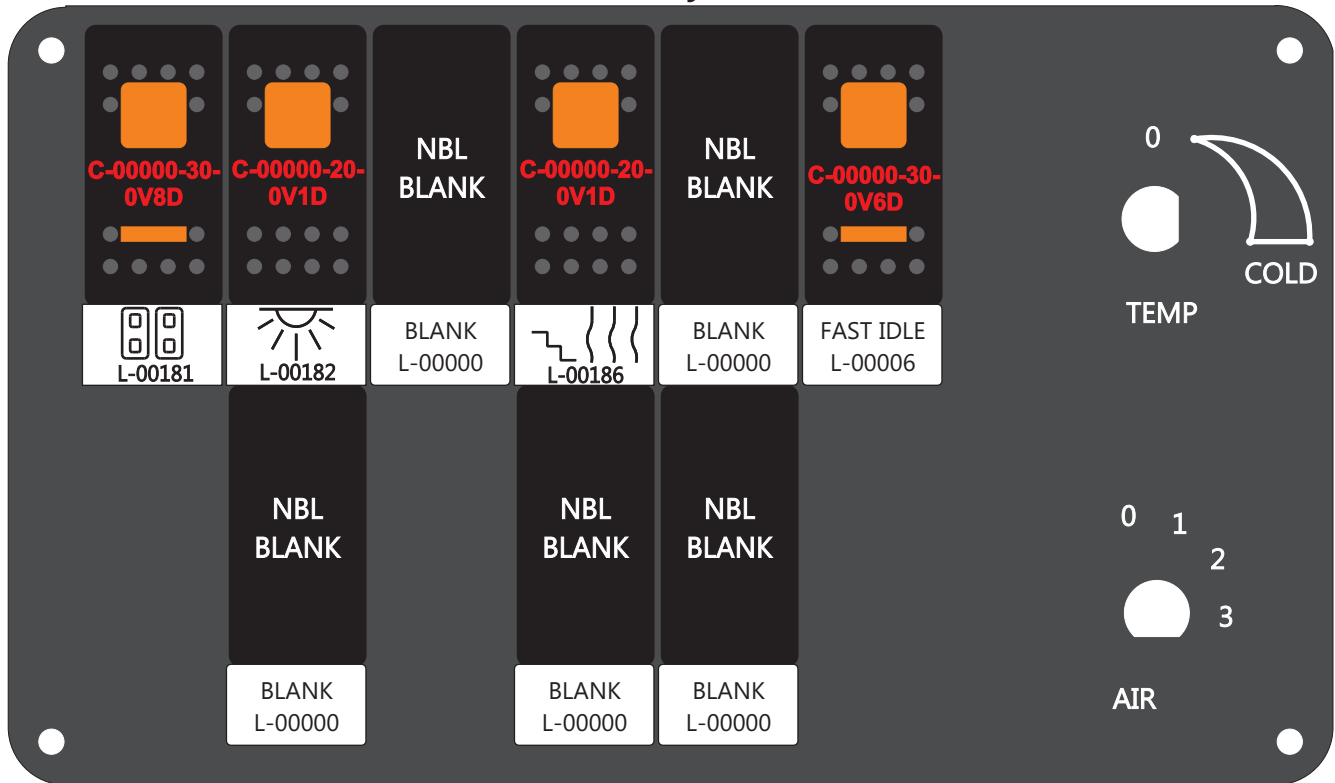 C-00000-30-
0V8D
C-00000-20-
0V1D
NBL
BLANK
C-00000-20-
0V1D
NBL
BLANK
C-00000-30-
0V6D
L-00181
L-00182
BLANK
L-00000
L-00186
BLANK
L-00000
FAST IDLE
L-00006
0
COLD
TEMP
NBL
BLANK
NBL
BLANK
NBL
BLANK
BLANK
L-00000
BLANK
L-00000
BLANK
L-00000
0
1
2
3
AIR